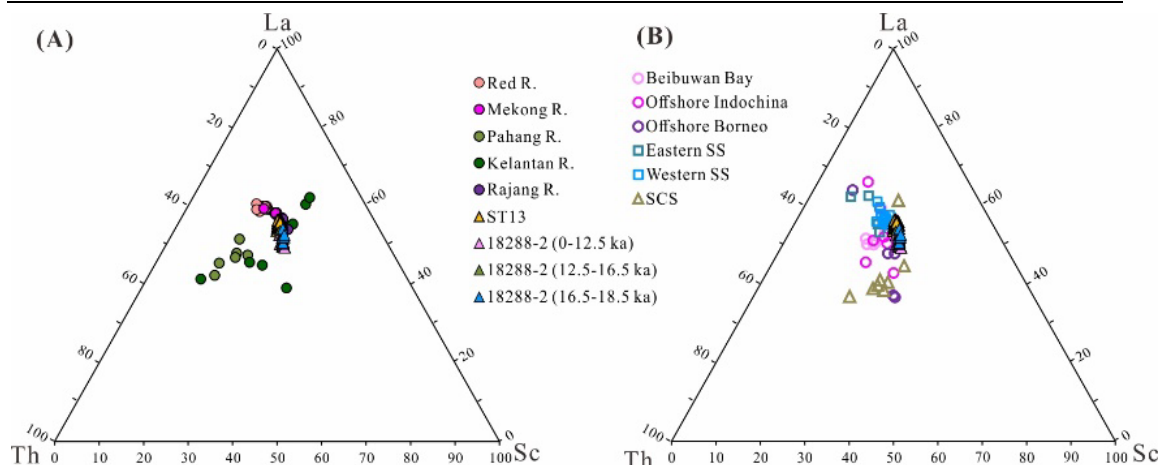 (A)
La
0
100
20
80
40
60
60
40
80
20
100
0
Th
Sc
0 10 20 30 40 50 60 70 80 90 100
Red R.
Mekong R.
Pahang R.
Kelantan R.
Rajang R.
ST13
18288-2 (0-12.5 ka)
18288-2 (12.5-16.5 ka)
18288-2 (16.5-18.5 ka)
Beibuwan Bay
Offshore Indochina
Offshore Borneo
Eastern SS
Western SS
SCS
(B)
La
0
100
20
80
40
60
60
40
80
20
100
0
Th
Sc
0 10 20 30 40 50 60 70 80 90 100